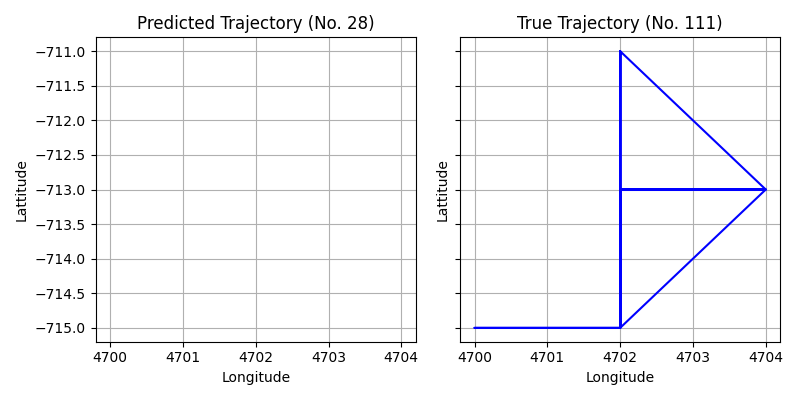 Predicted Trajectory (No. 28)
Lattitude
−711.0
−711.5
−712.0
−712.5
−713.0
−713.5
−714.0
−714.5
−715.0
4700 4701 4702 4703 4704
Longitude
True Trajectory (No. 111)
Lattitude
4700 4701 4702 4703 4704
Longitude